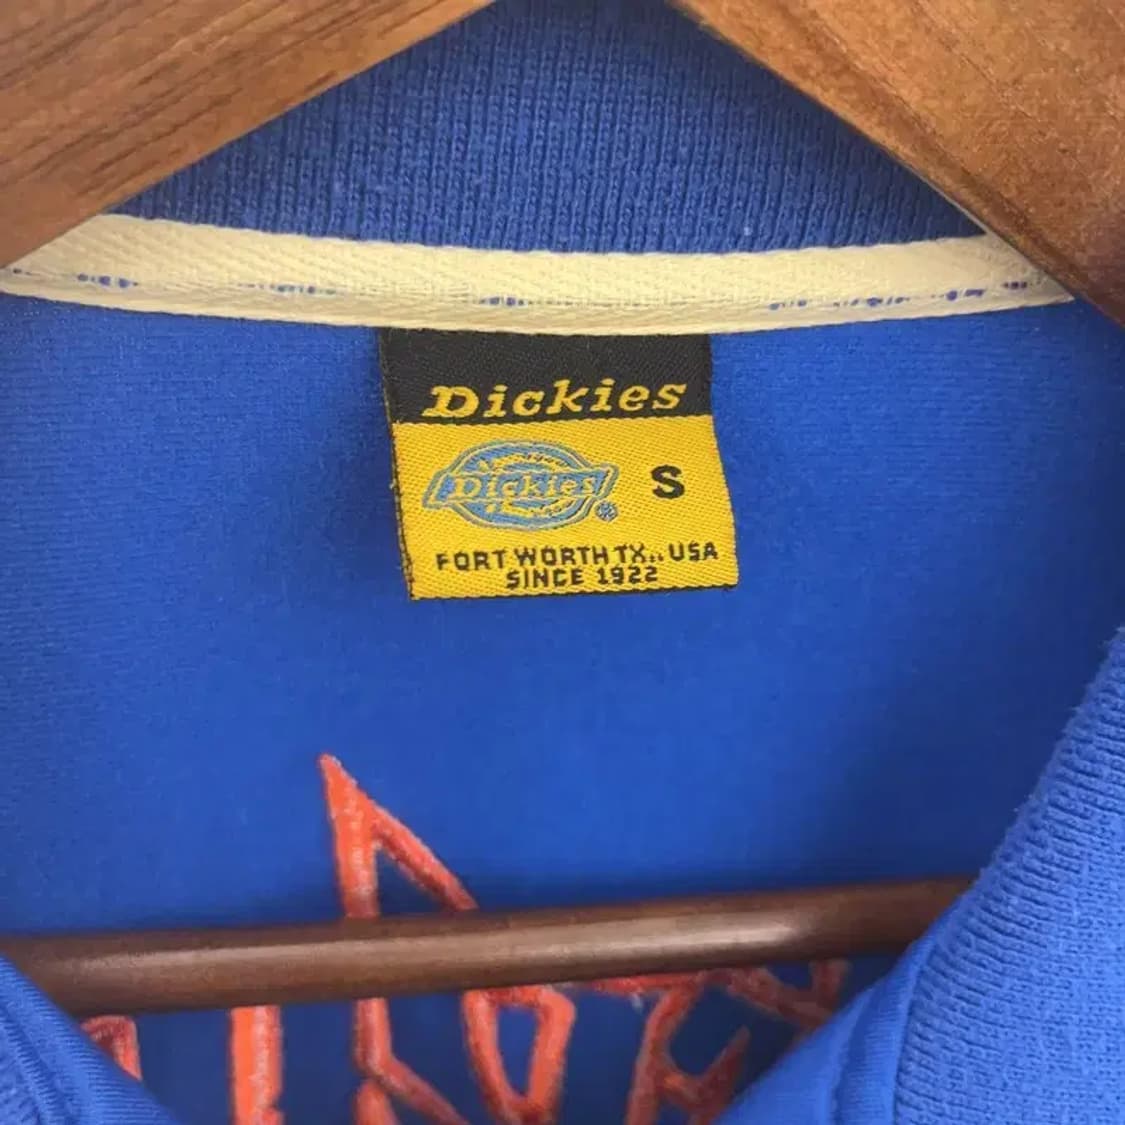 Dickies
Dickies ® S
FORT WORTH TX., USA
SINCE 1922